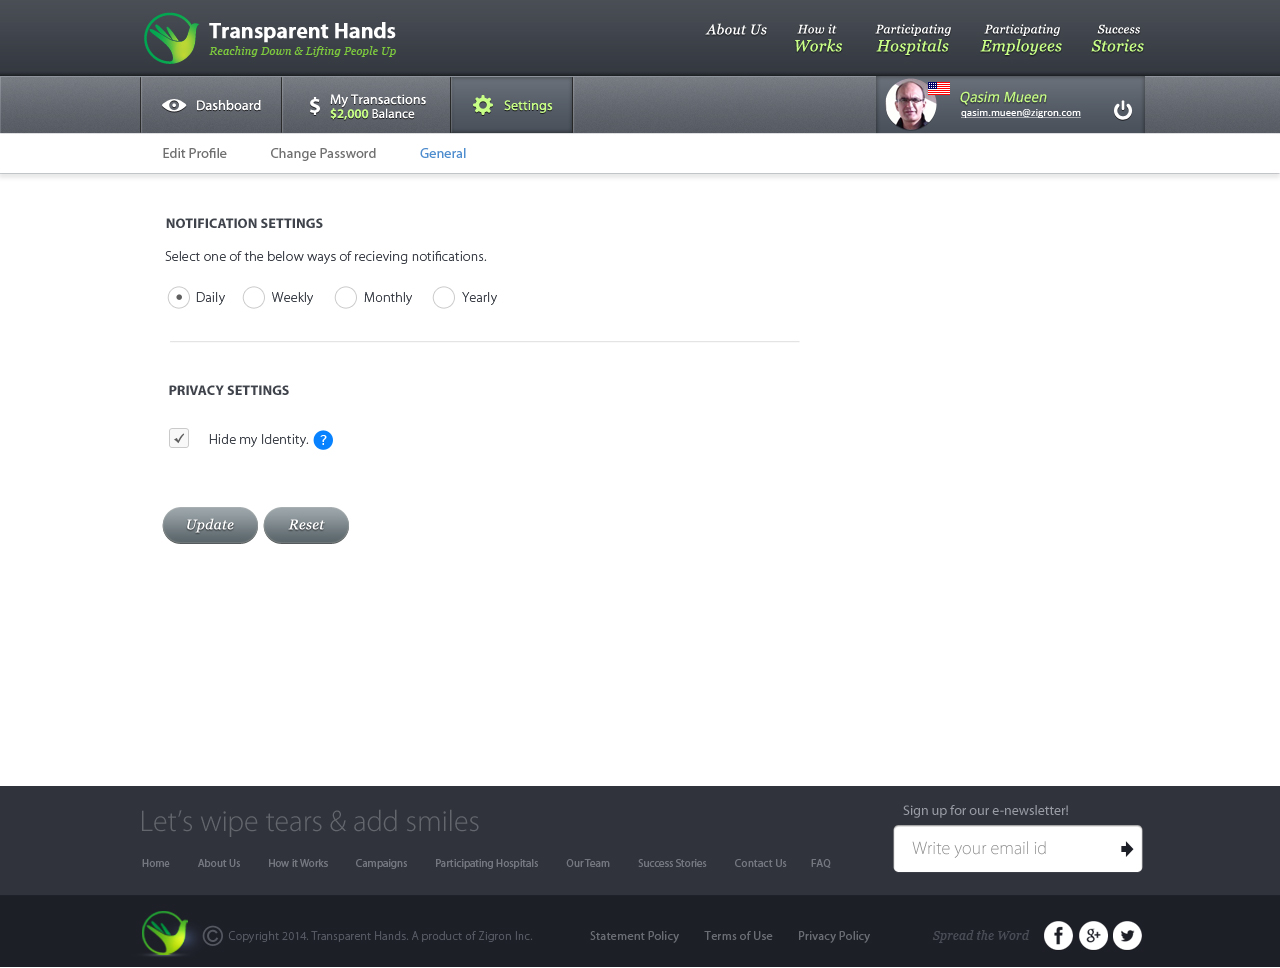 Transparent Hands
Reaching Down & Lifting People Up
About Us
How it
Works
Participating
Hospitals
Participating
Employees
Success
Stories
Dashboard
$
My Transactions
$2,000 Balance
Settings
Qasim Mueen
qasim.mueen@zigron.com
Edit Profile
Change Password
General
NOTIFICATION SETTINGS
Select one of the below ways of recieving notifications.
Daily
Weekly
Monthly
Yearly
PRIVACY SETTINGS
Hide my Identity. ?
Update
Reset
Let's wipe tears & add smiles
Home
About Us
How it Works
Campaigns
Participating Hospitals
Our Team
Success Stories
Contact Us
FAQ
Sign up for our e-newsletter!
Write your email id
© Copyright 2014. Transparent Hands. A product of Zigron Inc.
Statement Policy
Terms of Use
Privacy Policy
Spread the Word
f
g+